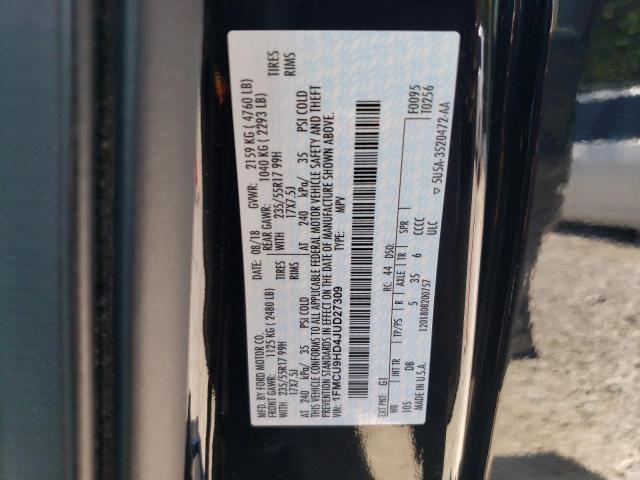 MFD. BY FORD MOTOR CO.
DATE: 08/18 GVWR: 2159 KG ( 4760 LB)
FRONT GAWR: 1125 KG ( 2480 LB) REAR GAWR: 1040 KG ( 2293 LB)
WITH 235/55R17 99H TIRES WITH 235/55R17 99H TIRES
17X7.5J RIMS 17X7.5J RIMS
AT 240 kPa/ 35 PSI COLD AT 240 kPa/ 35 PSI COLD
THIS VEHICLE CONFORMS TO ALL APPLICABLE FEDERAL MOTOR VEHICLE SAFETY AND THEFT
PREVENTION STANDARDS IN EFFECT ON THE DATE OF MANUFACTURE SHOWN ABOVE.
VIN: 1FMCU9HD4JUD27309 TYPE: MPV
EXT PNT: G1 RC: 44 DSO: F0095
WB INT TR TP/PS R AXLE TR SPR T0256
105 DB 5 35 6 CCCC
ULC
MADE IN U.S.A. 1201808200757 ▽ 5U5A-3520472-AA